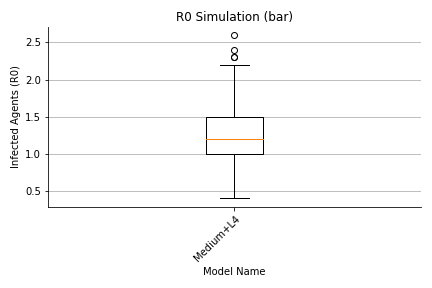 R0 Simulation (bar)
Infected Agents (R0)
2.5
2.0
1.5
1.0
0.5
Medium+L4
Model Name